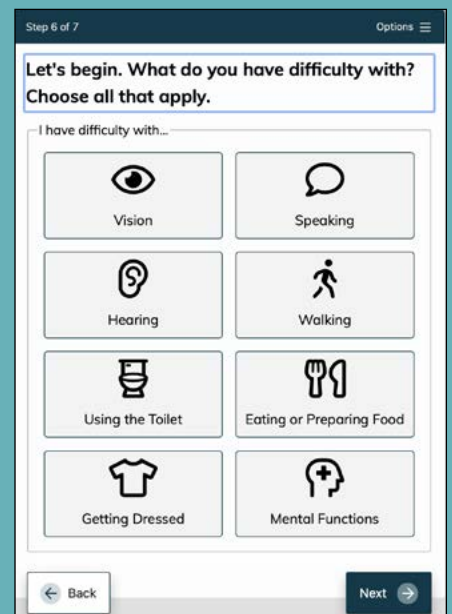 Step 6 of 7 Options
Let's begin. What do you have difficulty with?
Choose all that apply.
I have difficulty with...
Vision Speaking
Hearing Walking
Using the Toilet Eating or Preparing Food
Getting Dressed Mental Functions
Back Next